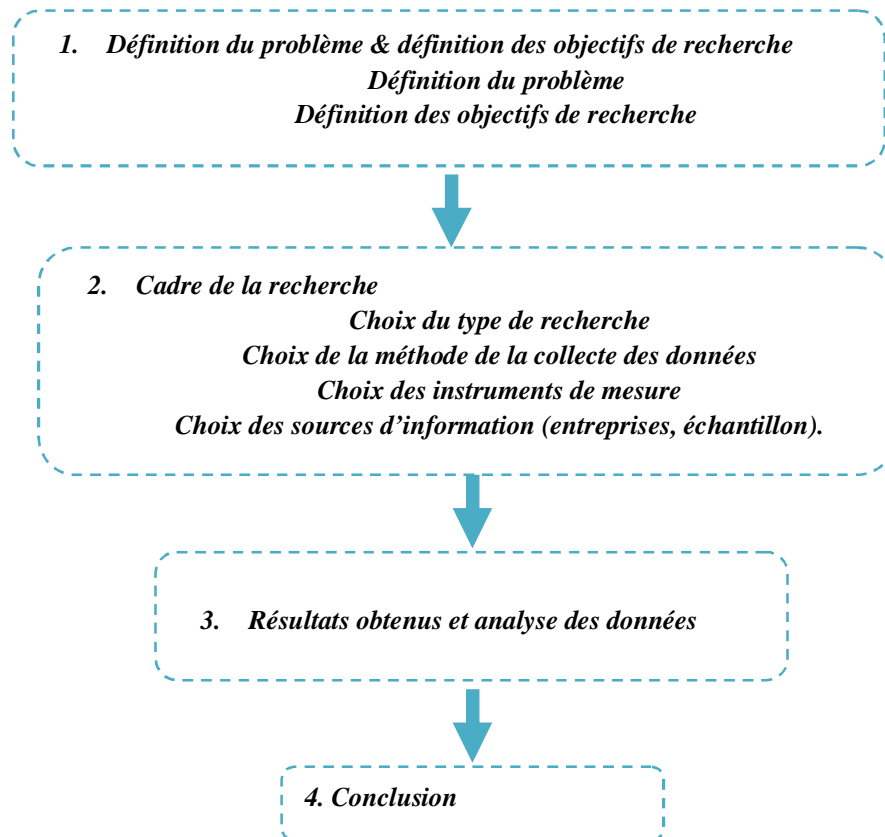 1. Définition du problème & définition des objectifs de recherche
Définition du problème
Définition des objectifs de recherche
2. Cadre de la recherche
Choix du type de recherche
Choix de la méthode de la collecte des données
Choix des instruments de mesure
Choix des sources d’information (entreprises, échantillon).
3. Résultats obtenus et analyse des données
4. Conclusion